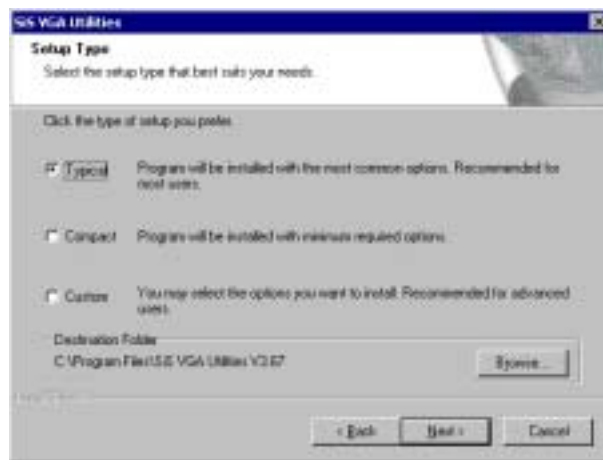 SiS VGA Utilities
Setup Type
Select the setup type that best suits your needs.
Click the type of setup you prefer.
Typical
Program will be installed with the most common options. Recommended for
most users.
Compact
Program will be installed with minimum required options.
Custom
You may select the options you want to install. Recommended for advanced
users.
Destination Folder
C:\Program Files\SiS VGA Utilities V3.67
Browse...
< Back
Next >
Cancel